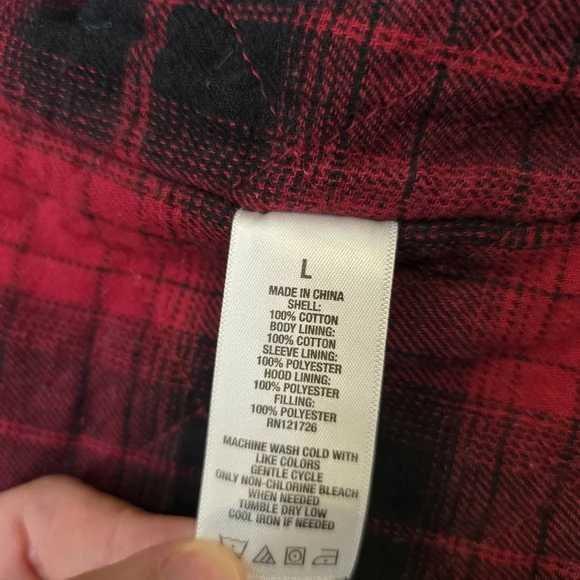 L
MADE IN CHINA
SHELL:
100% COTTON
BODY LINING:
100% COTTON
SLEEVE LINING:
100% POLYESTER
HOOD LINING:
100% POLYESTER
FILLING:
100% POLYESTER
RN121726
MACHINE WASH COLD WITH
LIKE COLORS
GENTLE CYCLE
ONLY NON-CHLORINE BLEACH
WHEN NEEDED
TUMBLE DRY LOW
COOL IRON IF NEEDED